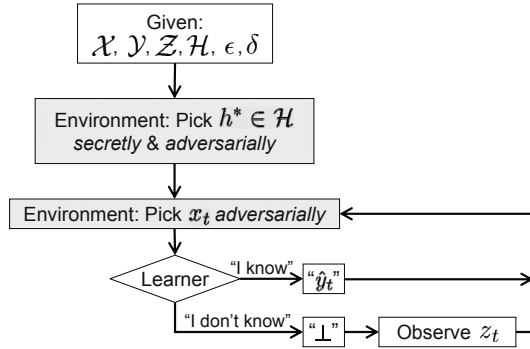 Given:
𝒳, 𝒴, 𝒵, ℋ, ϵ, δ
Environment: Pick h* ∈ ℋ
secretly & adversarially
Environment: Pick x_t adversarially
Learner
“I know”
“ŷ_t”
“I don't know”
“⊥”
Observe z_t